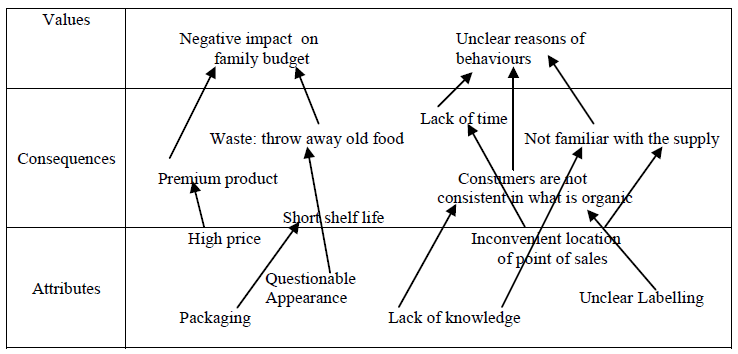 Values
Negative impact on
family budget
Unclear reasons of
behaviours
Consequences
Lack of time
Waste: throw away old food
Not familiar with the supply
Premium product
Consumers are not
consistent in what is organic
Short shelf life
Attributes
High price
Inconvenient location
of point of sales
Questionable
Appearance
Unclear Labelling
Packaging
Lack of knowledge